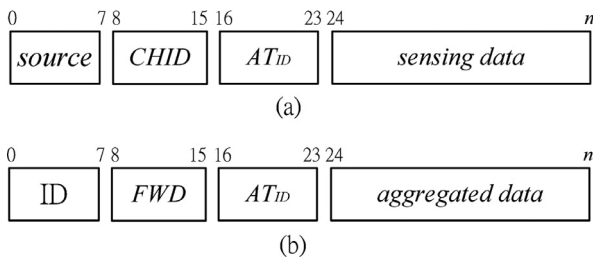 0 7 8 15 16 23 24 n
source CHID ATID sensing data
(a)
0 7 8 15 16 23 24 n
ID FWD ATID aggregated data
(b)